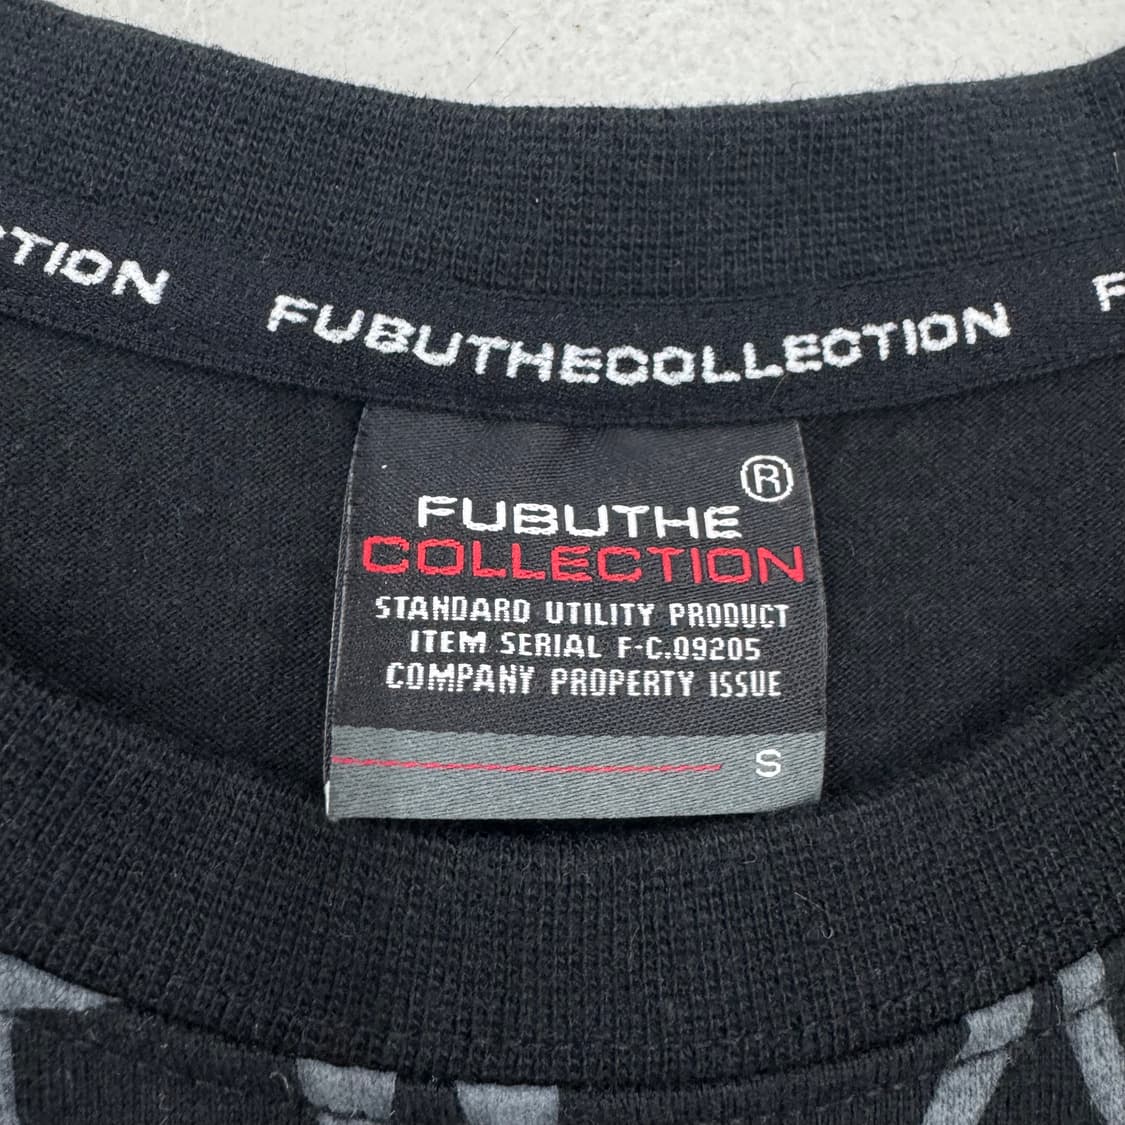 TION FUBUTHECOLLECTION F
®
FUBUTHE
COLLECTION
STANDARD UTILITY PRODUCT
ITEM SERIAL F-C.09205
COMPANY PROPERTY ISSUE
S